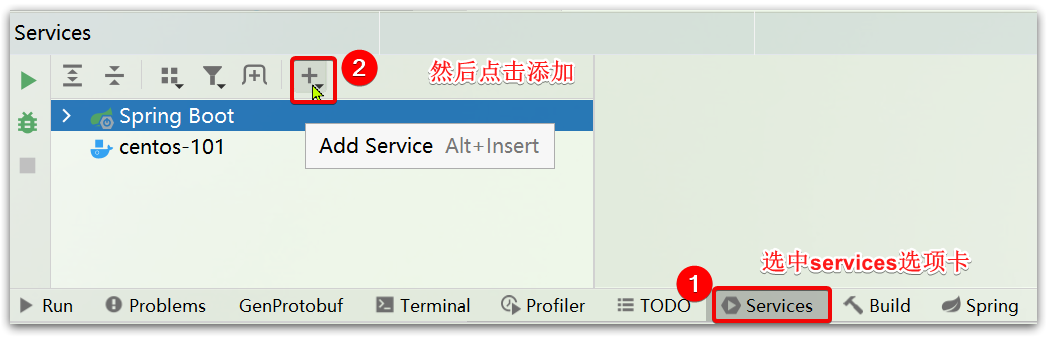 Services
2 然后点击添加
Spring Boot
centos-101
Add Service Alt+Insert
选中services选项卡
1
Run Problems GenProtobuf Terminal Profiler TODO Services Build Spring